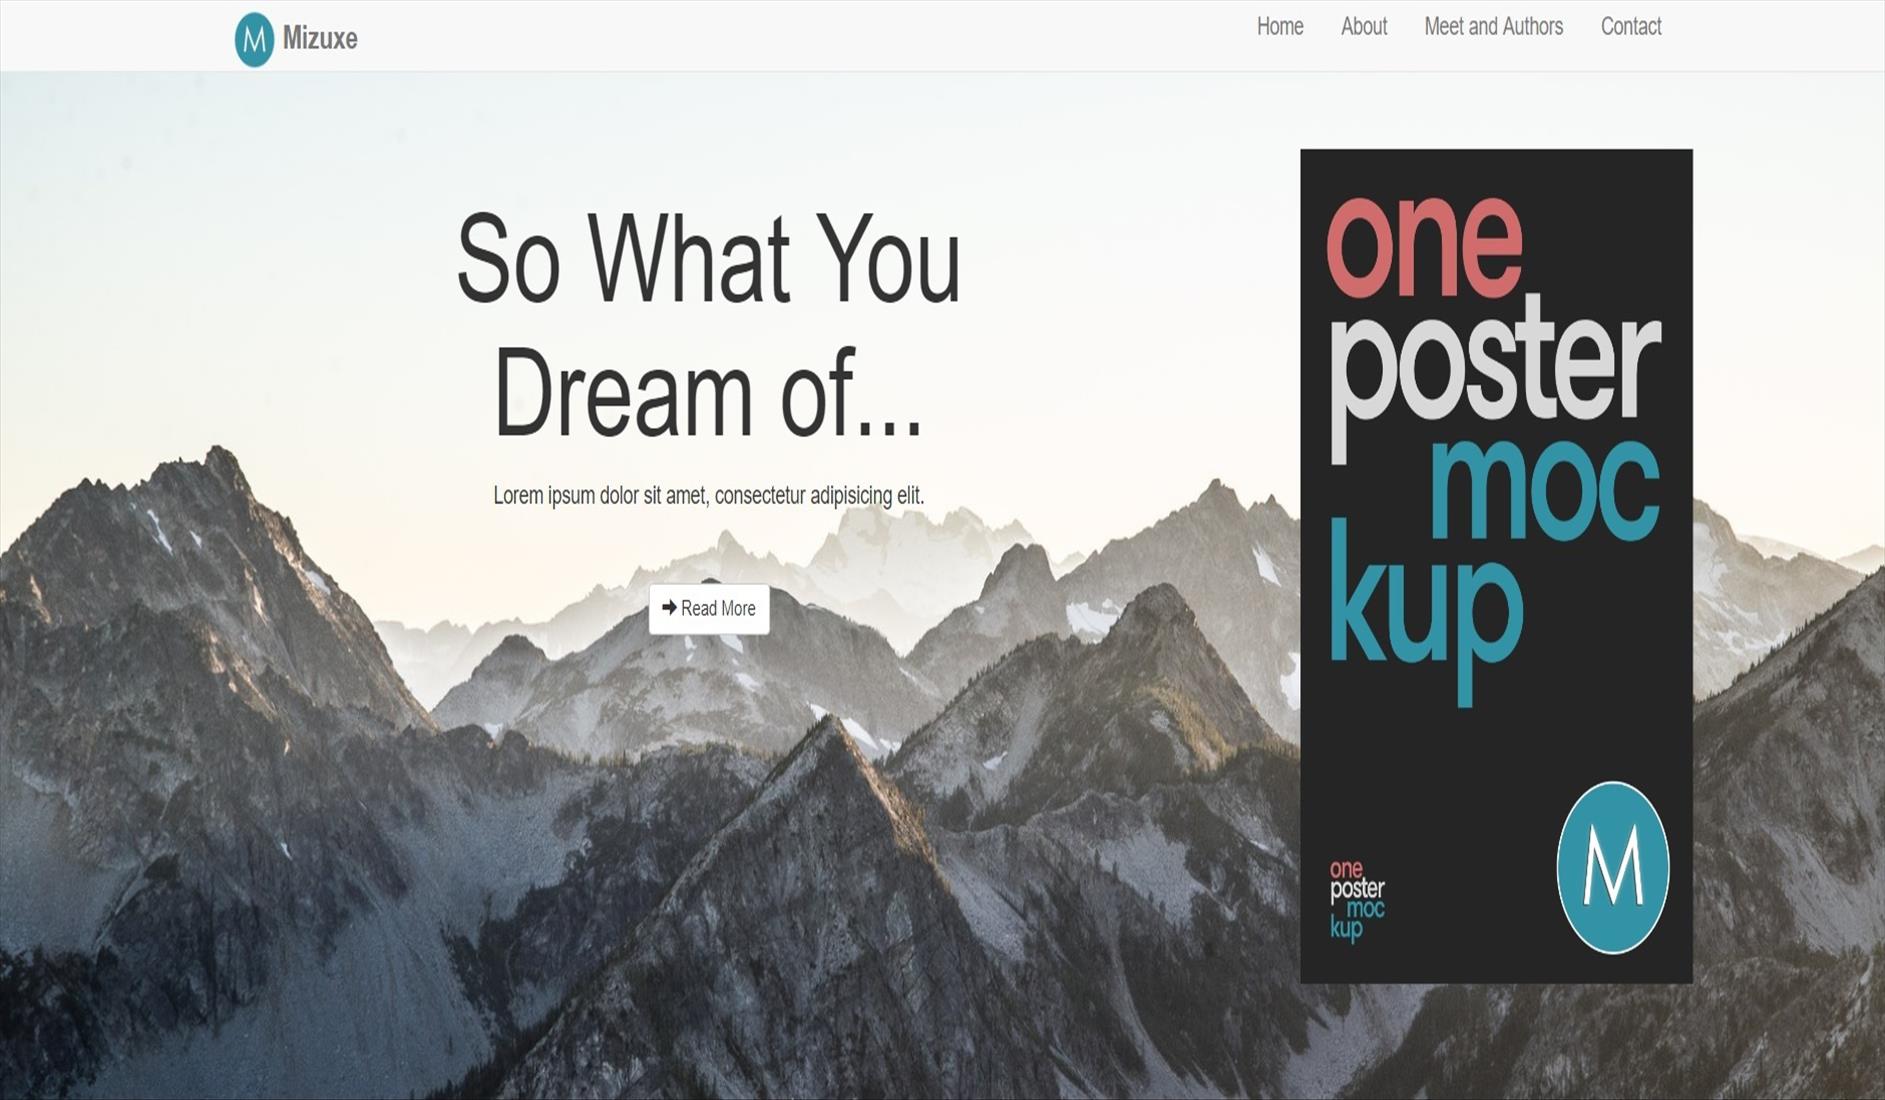 M Mizuxe
Home About Meet and Authors Contact
So What You
Dream of...
Lorem ipsum dolor sit amet, consectetur adipisicing elit.
Read More
one
poster
moc
kup
one
poster
moc
kup
M